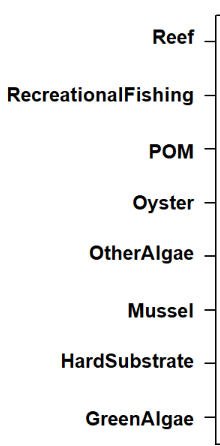 Reef
RecreationalFishing
POM
Oyster
OtherAlgae
Mussel
HardSubstrate
GreenAlgae